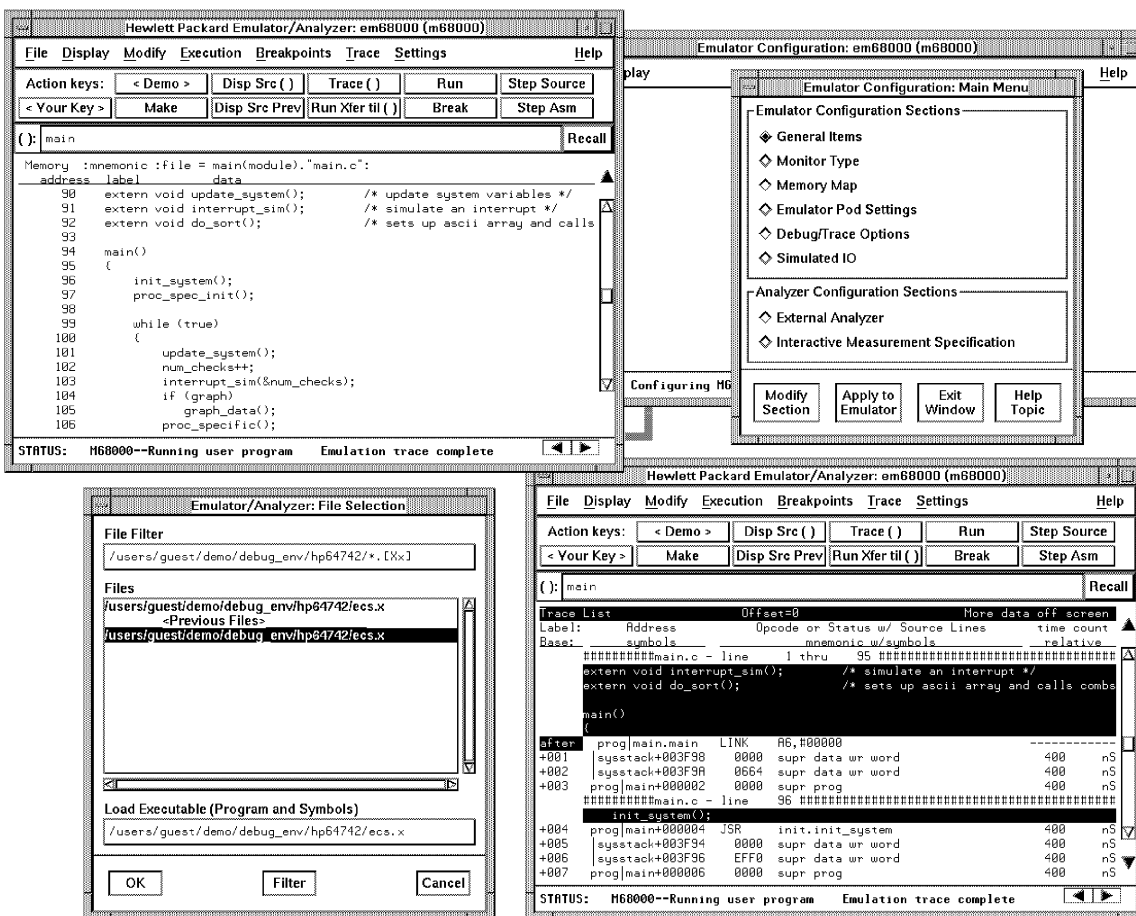 Hewlett Packard Emulator/Analyzer: em68000 (m68000)
File Display Modify Execution Breakpoints Trace Settings Help
Action keys: < Demo > Disp Src ( ) Trace ( ) Run Step Source
< Your Key > Make Disp Src Prev Run Xfer til ( ) Break Step Asm
( ): main Recall
Memory :mnemonic :file = main(module)."main.c":
address label data
90 extern void update_system(); /* update system variables */
91 extern void interrupt_sim(); /* simulate an interrupt */
92 extern void do_sort(); /* sets up ascii array and calls
93
94 main()
95 {
96 init_system();
97 proc_spec_init();
98
99 while (true)
100 {
101 update_system();
102 num_checks++;
103 interrupt_sim(&num_checks);
104 if (graph)
105 graph_data();
106 proc_specific();
STATUS: M68000--Running user program Emulation trace complete
Emulator Configuration: em68000 (m68000)
play Help
Configuring M6
Emulator Configuration: Main Menu
Emulator Configuration Sections
General Items
Monitor Type
Memory Map
Emulator Pod Settings
Debug/Trace Options
Simulated IO
Analyzer Configuration Sections
External Analyzer
Interactive Measurement Specification
Modify Section
Apply to Emulator
Exit Window
Help Topic
Emulator/Analyzer: File Selection
File Filter
/users/guest/demo/debug_env/hp64742/*.[Xx]
Files
/users/guest/demo/debug_env/hp64742/ecs.x
<Previous Files>
/users/guest/demo/debug_env/hp64742/ecs.x
Load Executable (Program and Symbols)
/users/guest/demo/debug_env/hp64742/ecs.x
OK Filter Cancel
Hewlett Packard Emulator/Analyzer: em68000 (m68000)
File Display Modify Execution Breakpoints Trace Settings Help
Action keys: < Demo > Disp Src ( ) Trace ( ) Run Step Source
< Your Key > Make Disp Src Prev Run Xfer til ( ) Break Step Asm
( ): main Recall
Trace List Offset=0 More data off screen
Label: Address Opcode or Status w/ Source Lines time count
Base: symbols mnemonic w/symbols relative
##########main.c - line 1 thru 95 #################################
extern void interrupt_sim(); /* simulate an interrupt */
extern void do_sort(); /* sets up ascii array and calls combs
main()
{
after prog|main.main LINK A6,#00000 ------------
+001 |sysstack+003F98 0000 supr data wr word 400 nS
+002 |sysstack+003F9A 0664 supr data wr word 400 nS
+003 prog|main+000002 0000 supr prog 400 nS
##########main.c - line 96 ############################################
init_system();
+004 prog|main+000004 JSR init.init_system 400 nS
+005 |sysstack+003F94 0000 supr data wr word 400 nS
+006 |sysstack+003F96 EFF0 supr data wr word 400 nS
+007 prog|main+000006 0000 supr prog 400 nS
STATUS: M68000--Running user program Emulation trace complete